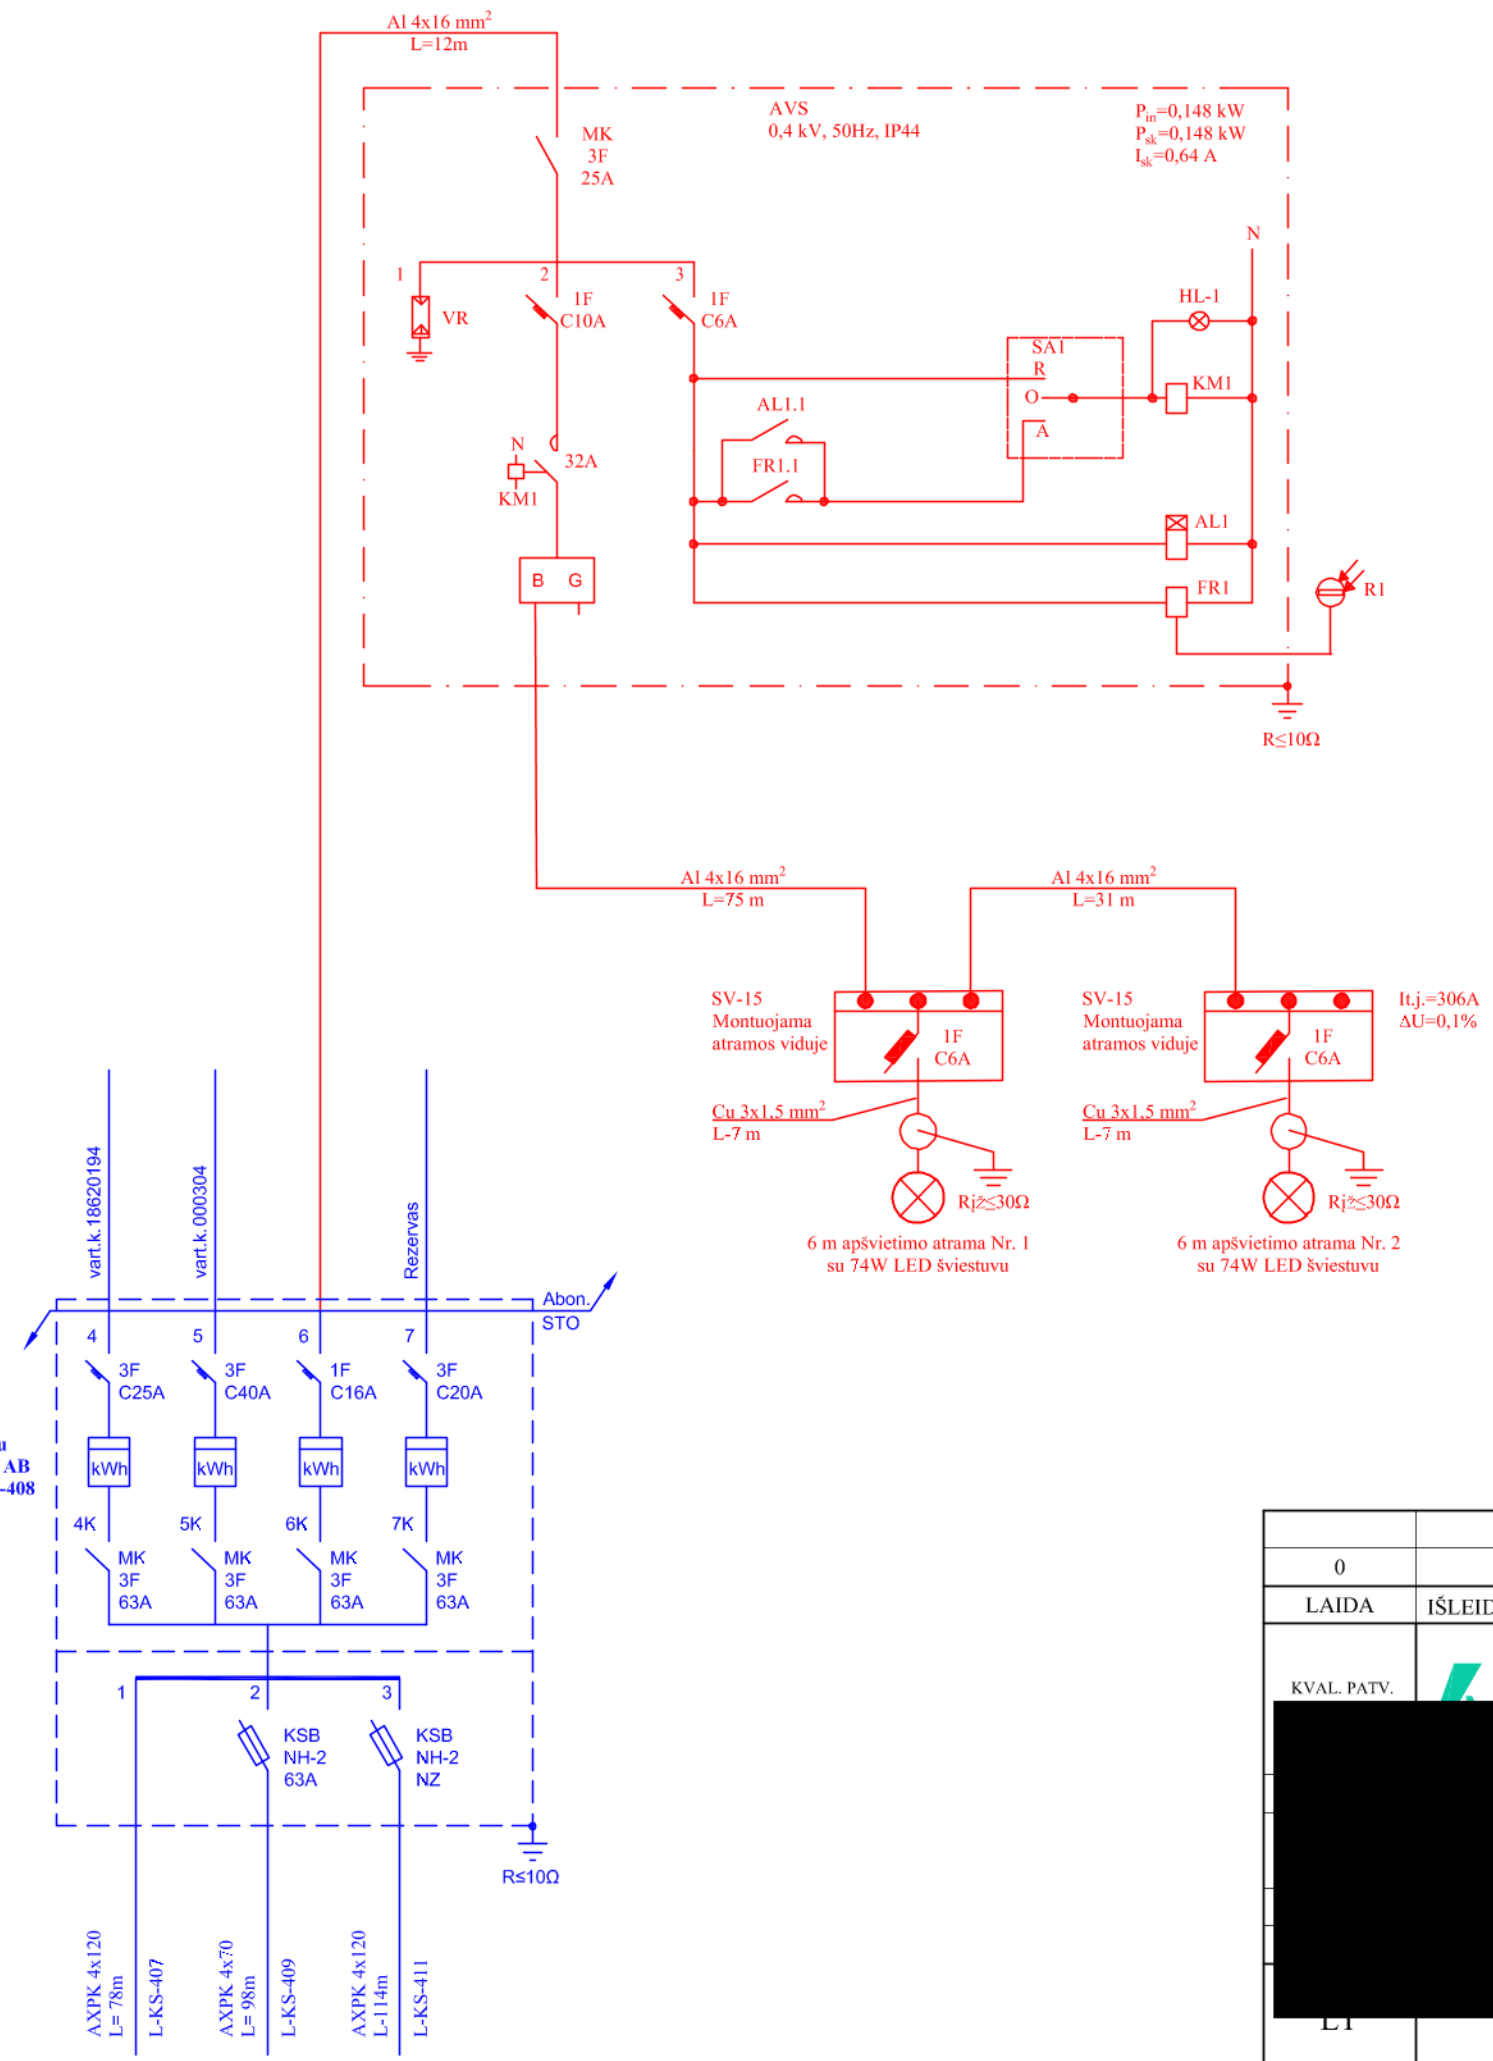 Al 4x16 mm²
L=12m
AVS
0,4 kV, 50Hz, IP44
Pin=0,148 kW
Psk=0,148 kW
Isk=0,64 A
MK
3F
25A
N
1
2
3
VR
1F
C10A
1F
C6A
HL-1
SA1
R
O
A
KM1
AL1.1
FR1.1
N
32A
KM1
AL1
B G
FR1
R1
R≤10Ω
Al 4x16 mm²
L=75 m
Al 4x16 mm²
L=31 m
SV-15
Montuojama
atramos viduje
1F
C6A
SV-15
Montuojama
atramos viduje
1F
C6A
It.j.=306A
ΔU=0,1%
Cu 3x1,5 mm²
L-7 m
Cu 3x1,5 mm²
L-7 m
Rįž≤30Ω
Rįž≤30Ω
6 m apšvietimo atrama Nr. 1
su 74W LED šviestuvu
6 m apšvietimo atrama Nr. 2
su 74W LED šviestuvu
vart.k.18620194
vart.k.000304
Rezervas
Abon.
STO
4
5
6
7
3F
C25A
3F
C40A
1F
C16A
3F
C20A
kWh
kWh
kWh
kWh
u
AB
-408
4K
5K
6K
7K
MK
3F
63A
MK
3F
63A
MK
3F
63A
MK
3F
63A
1
2
3
KSB
NH-2
63A
KSB
NH-2
NZ
R≤10Ω
AXPK 4x120
L= 78m
L-KS-407
AXPK 4x70
L= 98m
L-KS-409
AXPK 4x120
L-114m
L-KS-411
0
LAIDA
IŠLEID
KVAL. PATV.
LT